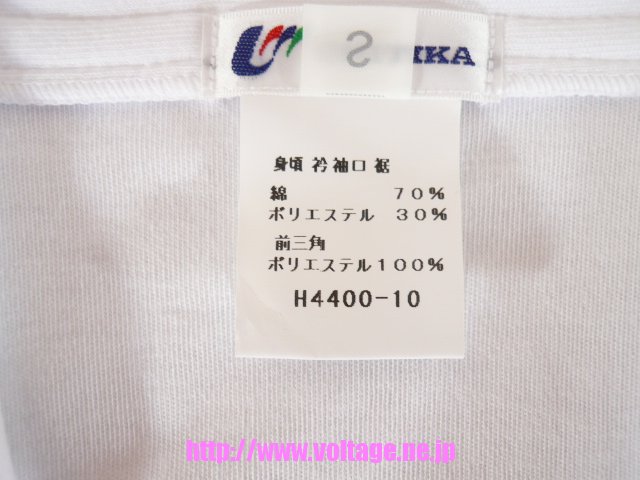 S
IKA
身頃 衿 袖口 裾
綿 70%
ポリエステル 30%
前三角
ポリエステル100%
H4400-10
http://www.voltage.ne.jp